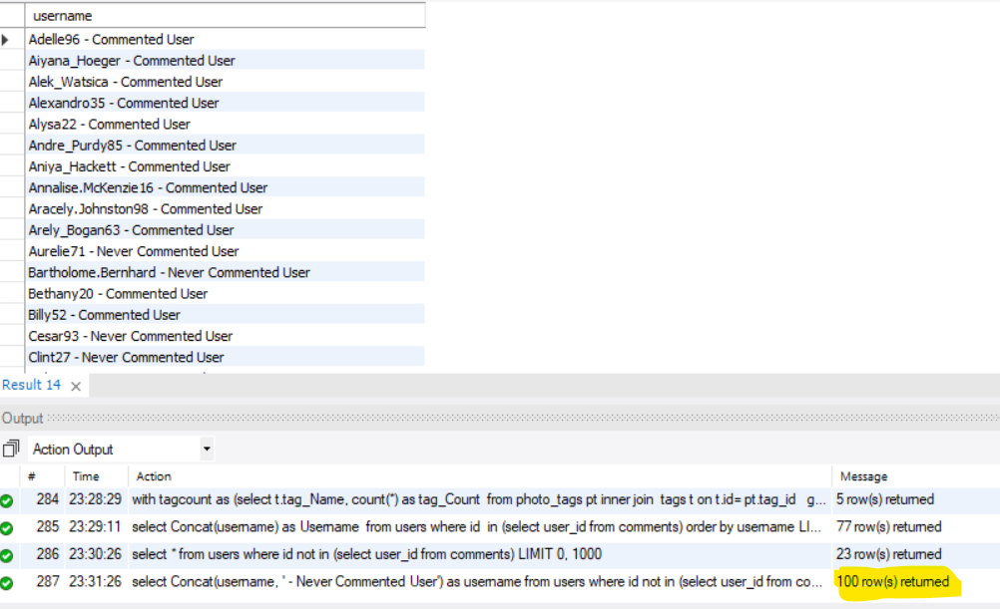 username
Adelle96 - Commented User
Aiyana_Hoeger - Commented User
Alek_Watsica - Commented User
Alexandro35 - Commented User
Alysa22 - Commented User
Andre_Purdy85 - Commented User
Aniya_Hackett - Commented User
Annalise.McKenzie16 - Commented User
Aracely.Johnston98 - Commented User
Arely_Bogan63 - Commented User
Aurelie71 - Never Commented User
Bartholome.Bernhard - Never Commented User
Bethany20 - Commented User
Billy52 - Commented User
Cesar93 - Never Commented User
Clint27 - Never Commented User
Result 14
Output
Action Output
# Time Action Message
284 23:28:29 with tagcount as (select t.tag_Name, count(*) as tag_Count from photo_tags pt inner join tags t on t.id= pt.tag_id g... 5 row(s) returned
285 23:29:11 select Concat(username) as Username from users where id in (select user_id from comments) order by username LI... 77 row(s) returned
286 23:30:26 select * from users where id not in (select user_id from comments) LIMIT 0, 1000 23 row(s) returned
287 23:31:26 select Concat(username, ' - Never Commented User') as username from users where id not in (select user_id from co... 100 row(s) returned